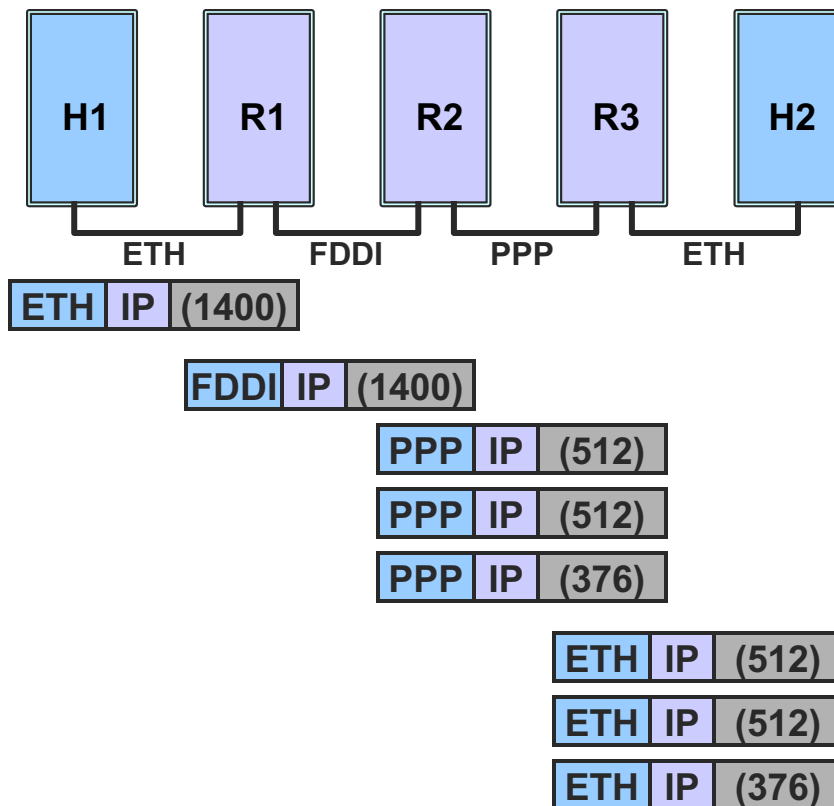 H1 R1 R2 R3 H2
ETH FDDI PPP ETH
ETH IP (1400)
FDDI IP (1400)
PPP IP (512)
PPP IP (512)
PPP IP (376)
ETH IP (512)
ETH IP (512)
ETH IP (376)